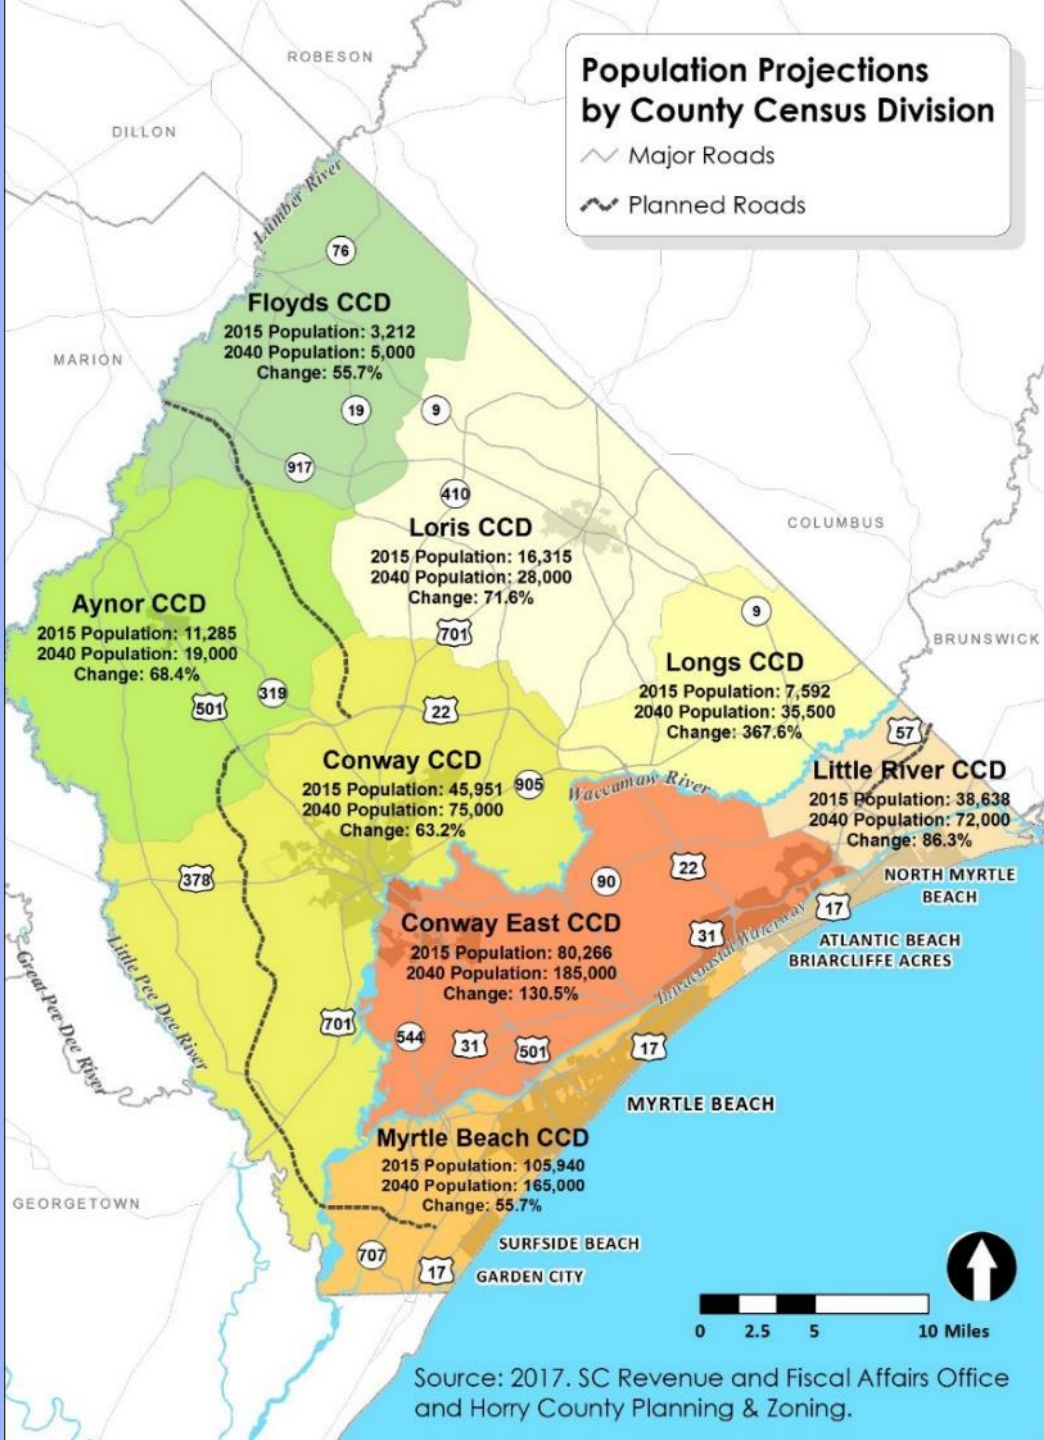 Population Projections
by County Census Division
Major Roads
Planned Roads
ROBESON
DILLON
Lumber River
76
Floyds CCD
2015 Population: 3,212
2040 Population: 5,000
Change: 55.7%
MARION
19
9
917
410
Loris CCD
2015 Population: 16,315
2040 Population: 28,000
Change: 71.6%
701
COLUMBUS
Aynor CCD
2015 Population: 11,285
2040 Population: 19,000
Change: 68.4%
501
319
9
BRUNSWICK
Longs CCD
2015 Population: 7,592
2040 Population: 35,500
Change: 367.6%
22
57
Conway CCD
2015 Population: 45,951
2040 Population: 75,000
Change: 63.2%
905
Waccamaw River
Little River CCD
2015 Population: 38,638
2040 Population: 72,000
Change: 86.3%
378
90
22
NORTH MYRTLE
BEACH
17
Conway East CCD
2015 Population: 80,266
2040 Population: 185,000
Change: 130.5%
31
Intracoastal Waterway
ATLANTIC BEACH
BRIARCLIFFE ACRES
Great Pee Dee River
Little Pee Dee River
701
544
31
501
17
MYRTLE BEACH
Myrtle Beach CCD
2015 Population: 105,940
2040 Population: 165,000
Change: 55.7%
GEORGETOWN
707
17
SURFSIDE BEACH
GARDEN CITY
0 2.5 5 10 Miles
Source: 2017. SC Revenue and Fiscal Affairs Office
and Horry County Planning & Zoning.